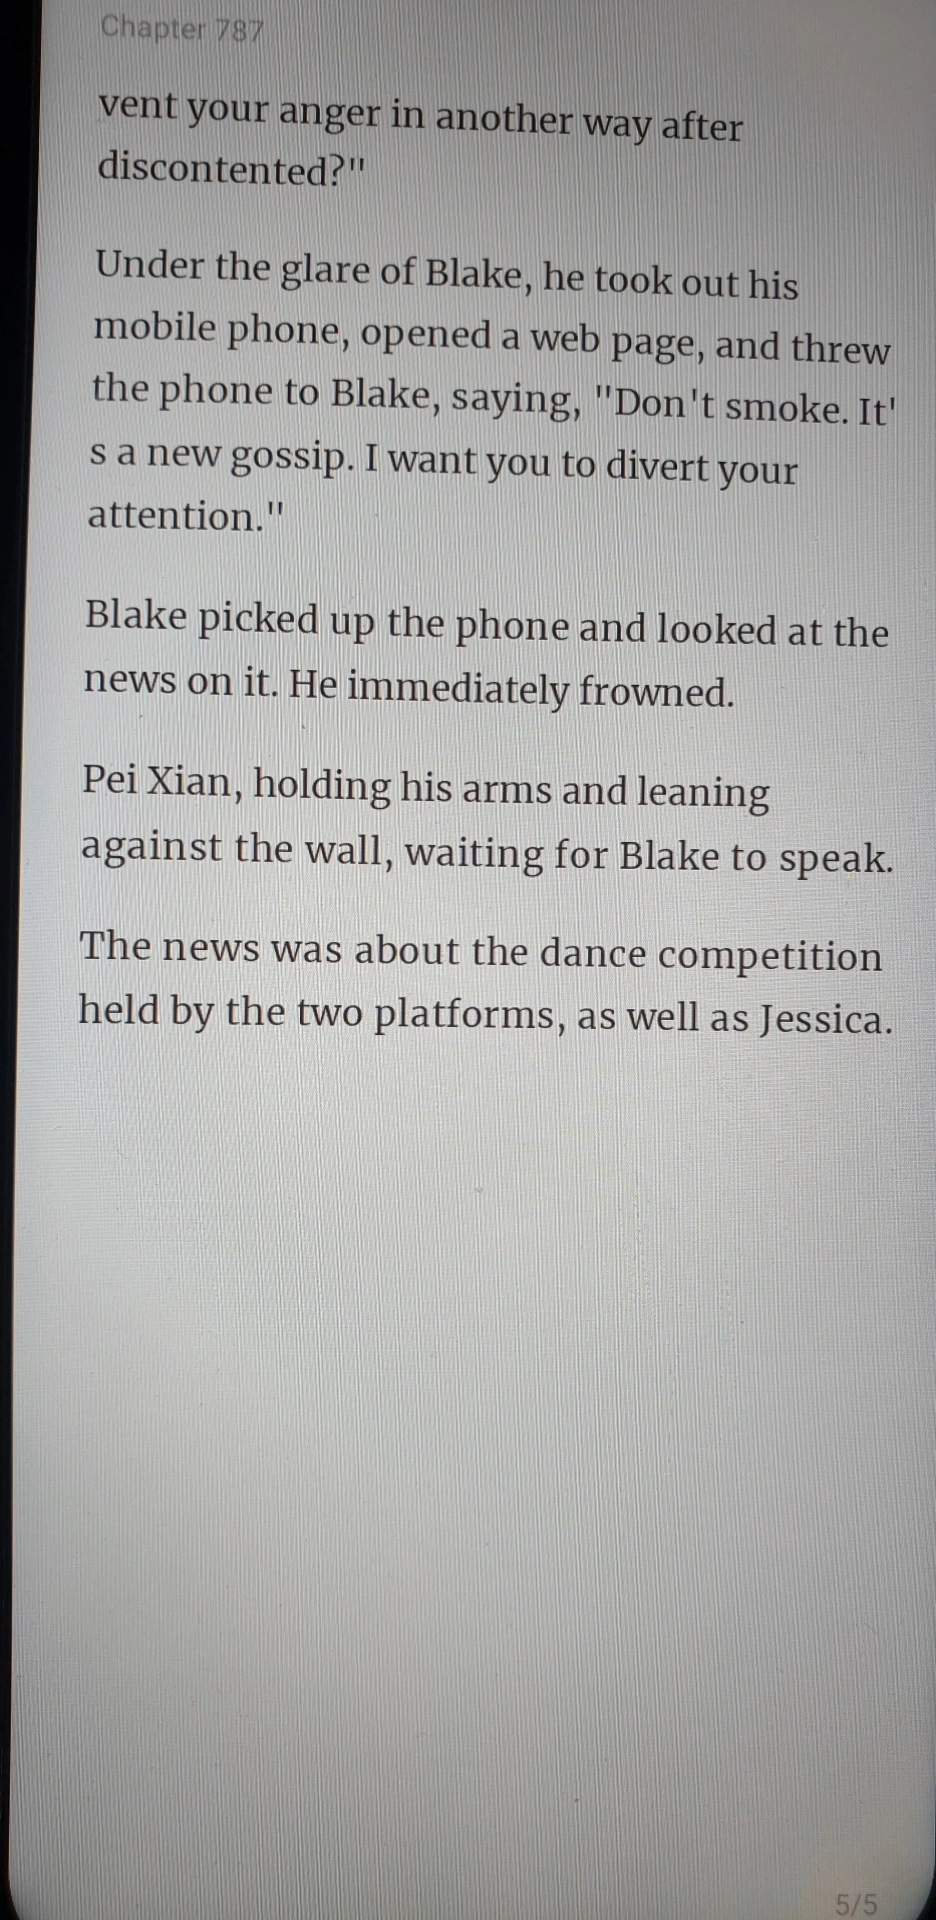 Chapter 787
vent your anger in another way after
discontented?"
Under the glare of Blake, he took out his
mobile phone, opened a web page, and threw
the phone to Blake, saying, "Don't smoke. It'
s a new gossip. I want you to divert your
attention."
Blake picked up the phone and looked at the
news on it. He immediately frowned.
Pei Xian, holding his arms and leaning
against the wall, waiting for Blake to speak.
The news was about the dance competition
held by the two platforms, as well as Jessica.
5/5